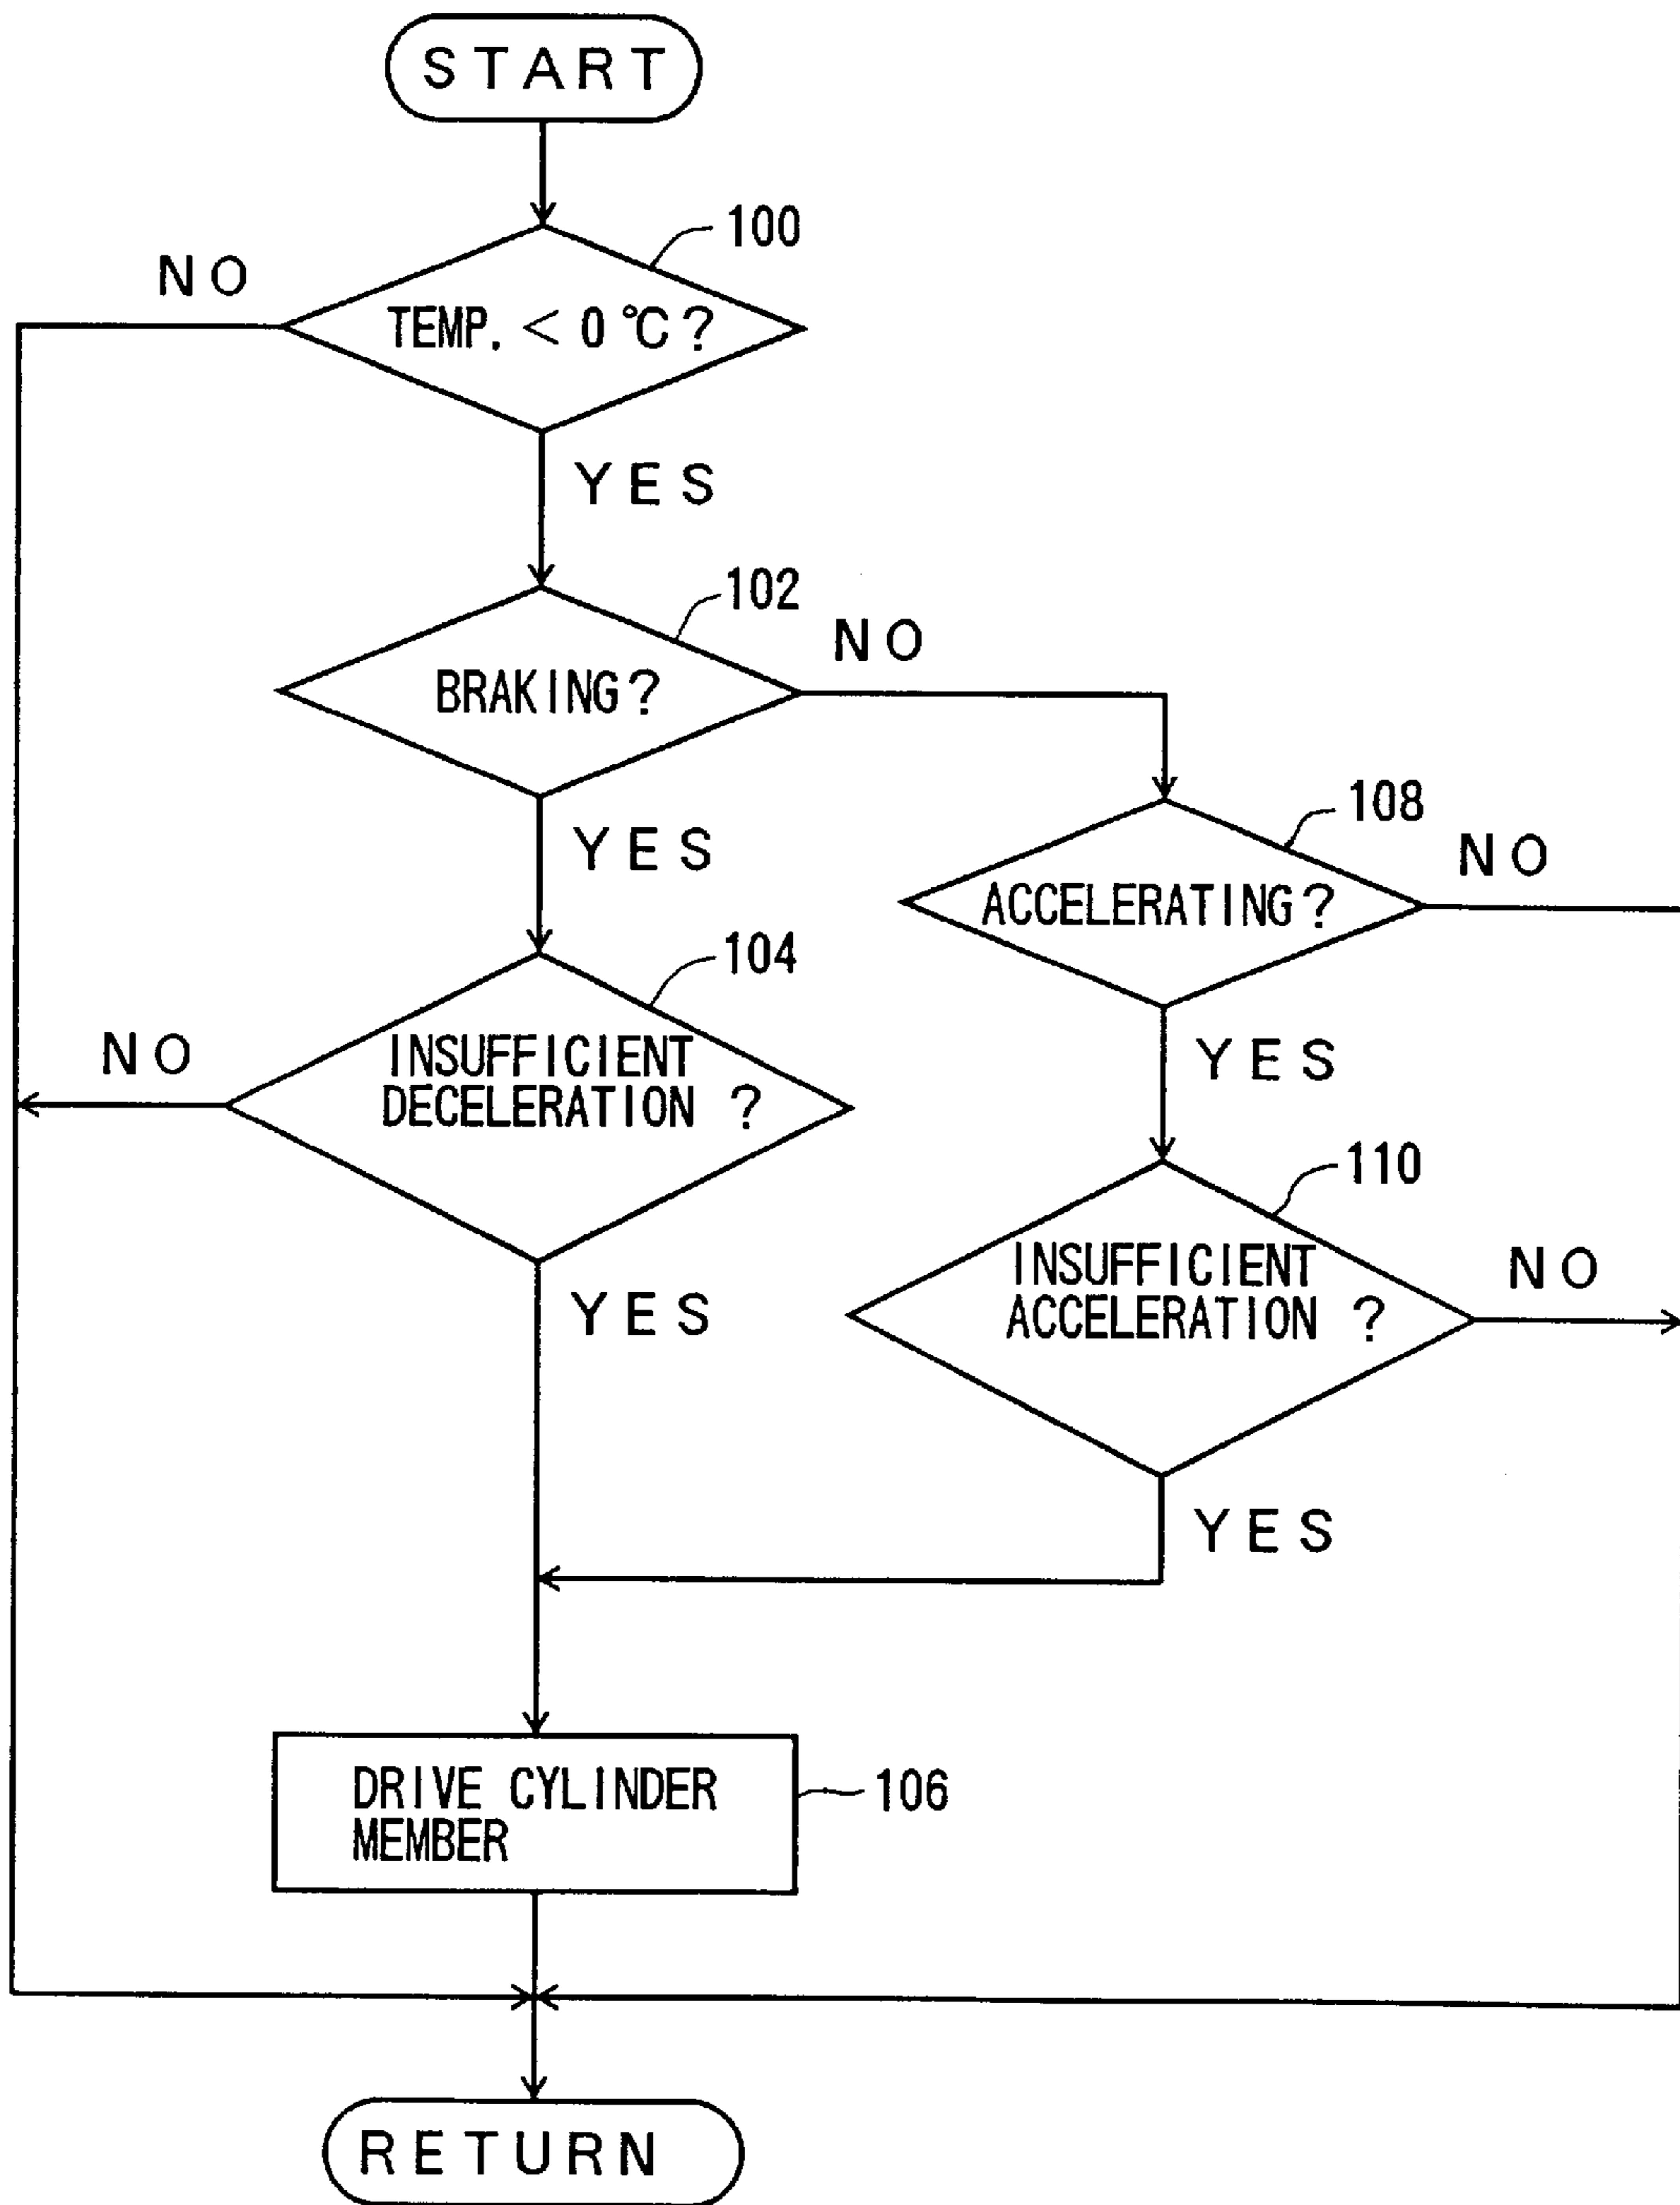 START
100
NO
TEMP. < 0 °C?
YES
102
NO
BRAKING?
108
YES
NO
ACCELERATING?
104
NO
INSUFFICIENT
DECELERATION ?
YES
110
INSUFFICIENT
ACCELERATION ?
NO
YES
YES
DRIVE CYLINDER
MEMBER
106
RETURN